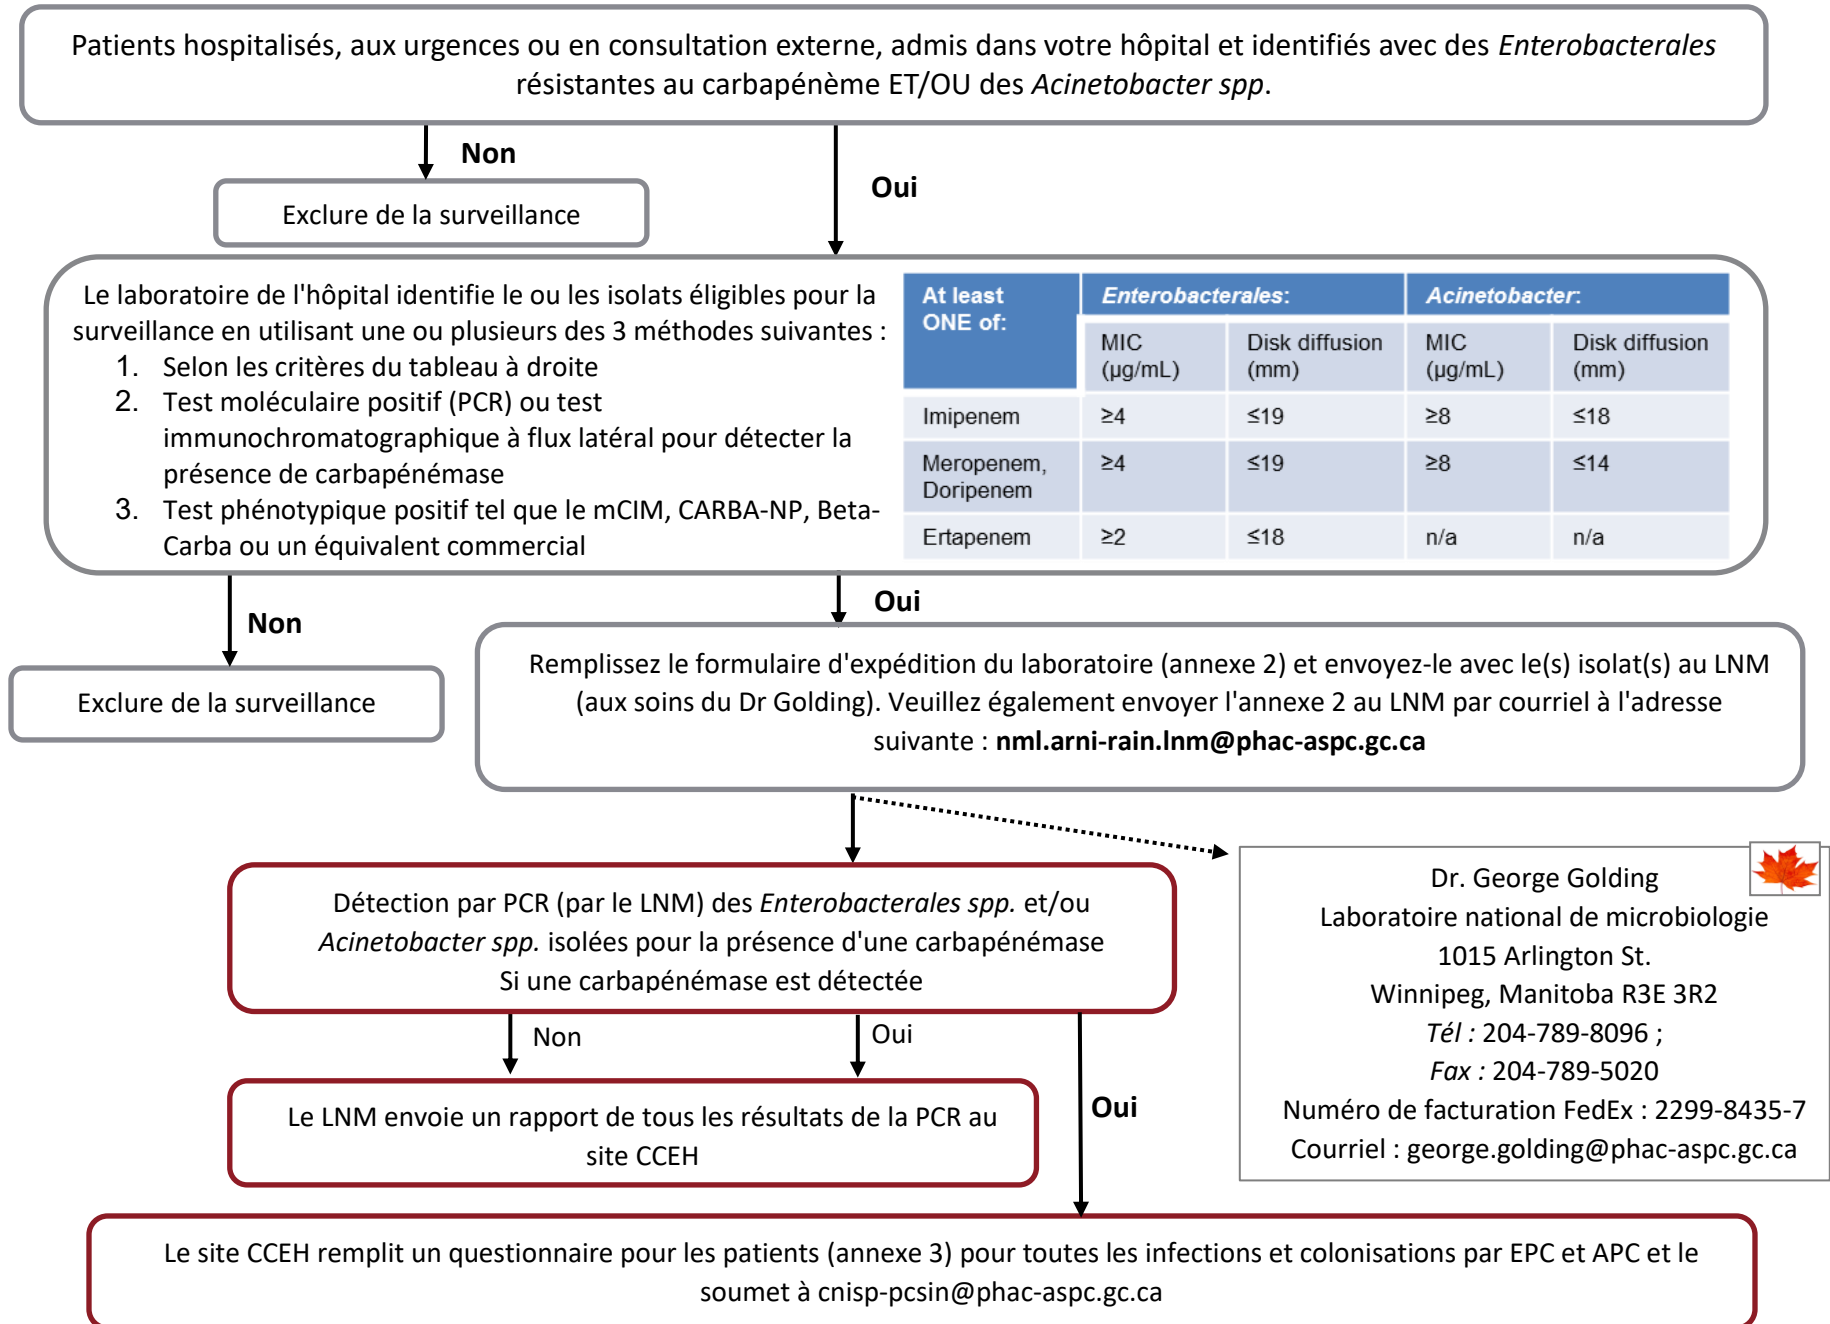 Patients hospitalisés, aux urgences ou en consultation externe, admis dans votre hôpital et identifiés avec des Enterobacterales
résistantes au carbapénème ET/OU des Acinetobacter spp.
Non
Oui
Exclure de la surveillance
Le laboratoire de l'hôpital identifie le ou les isolats éligibles pour la
surveillance en utilisant une ou plusieurs des 3 méthodes suivantes :
1. Selon les critères du tableau à droite
2. Test moléculaire positif (PCR) ou test
immunochromatographique à flux latéral pour détecter la
présence de carbapénémase
3. Test phénotypique positif tel que le mCIM, CARBA-NP, Beta-
Carba ou un équivalent commercial
At least ONE of: Enterobacterales: Acinetobacter:
MIC (µg/mL) Disk diffusion (mm) MIC (µg/mL) Disk diffusion (mm)
Imipenem ≥4 ≤19 ≥8 ≤18
Meropenem, Doripenem ≥4 ≤19 ≥8 ≤14
Ertapenem ≥2 ≤18 n/a n/a
Non
Oui
Exclure de la surveillance
Remplissez le formulaire d'expédition du laboratoire (annexe 2) et envoyez-le avec le(s) isolat(s) au LNM
(aux soins du Dr Golding). Veuillez également envoyer l'annexe 2 au LNM par courriel à l'adresse
suivante : nml.arni-rain.lnm@phac-aspc.gc.ca
Détection par PCR (par le LNM) des Enterobacterales spp. et/ou
Acinetobacter spp. isolées pour la présence d'une carbapénémase
Si une carbapénémase est détectée
Dr. George Golding
Laboratoire national de microbiologie
1015 Arlington St.
Winnipeg, Manitoba R3E 3R2
Tél : 204-789-8096 ;
Fax : 204-789-5020
Numéro de facturation FedEx : 2299-8435-7
Courriel : george.golding@phac-aspc.gc.ca
Non
Oui
Oui
Le LNM envoie un rapport de tous les résultats de la PCR au
site CCEH
Le site CCEH remplit un questionnaire pour les patients (annexe 3) pour toutes les infections et colonisations par EPC et APC et le
soumet à cnisp-pcsin@phac-aspc.gc.ca